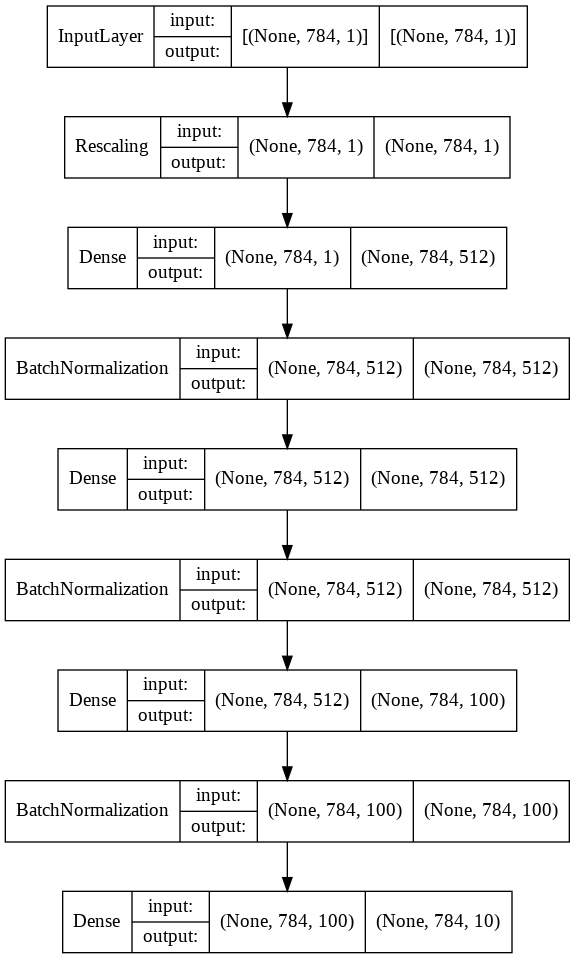 InputLayer input: output: [(None, 784, 1)] [(None, 784, 1)]
Rescaling input: output: (None, 784, 1) (None, 784, 1)
Dense input: output: (None, 784, 1) (None, 784, 512)
BatchNormalization input: output: (None, 784, 512) (None, 784, 512)
Dense input: output: (None, 784, 512) (None, 784, 512)
BatchNormalization input: output: (None, 784, 512) (None, 784, 512)
Dense input: output: (None, 784, 512) (None, 784, 100)
BatchNormalization input: output: (None, 784, 100) (None, 784, 100)
Dense input: output: (None, 784, 100) (None, 784, 10)